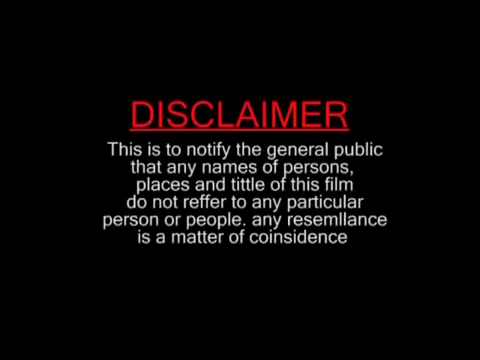 DISCLAIMER
This is to notify the general public
that any names of persons,
places and tittle of this film
do not reffer to any particular
person or people. any resemllance
is a matter of coinsidence